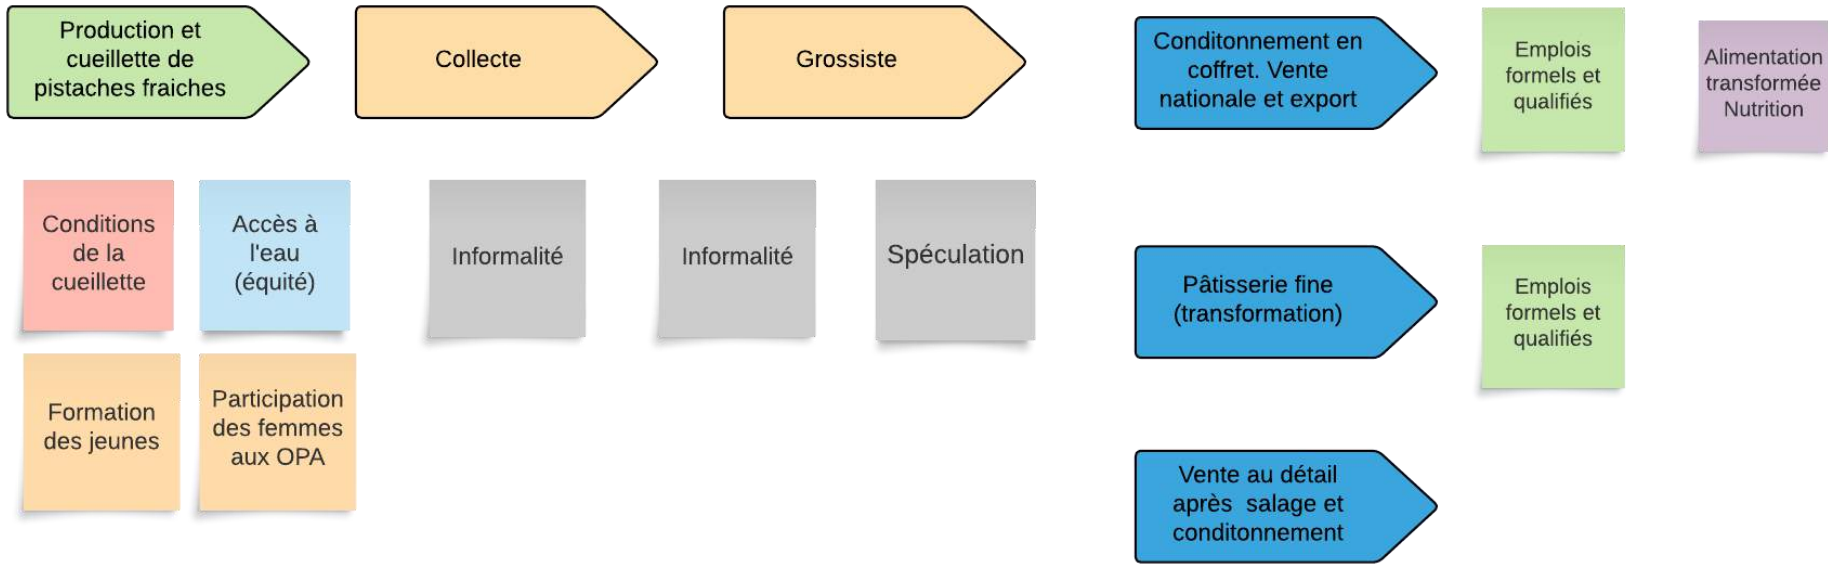 Production et
cueillette de
pistaches fraiches
Collecte
Grossiste
Conditonnement en
coffret. Vente
nationale et export
Emplois
formels et
qualifiés
Alimentation
transformée
Nutrition
Conditions
de la
cueillette
Accès à
l'eau
(équité)
Informalité
Informalité
Spéculation
Pâtisserie fine
(transformation)
Emplois
formels et
qualifiés
Formation
des jeunes
Participation
des femmes
aux OPA
Vente au détail
après salage et
conditonnement